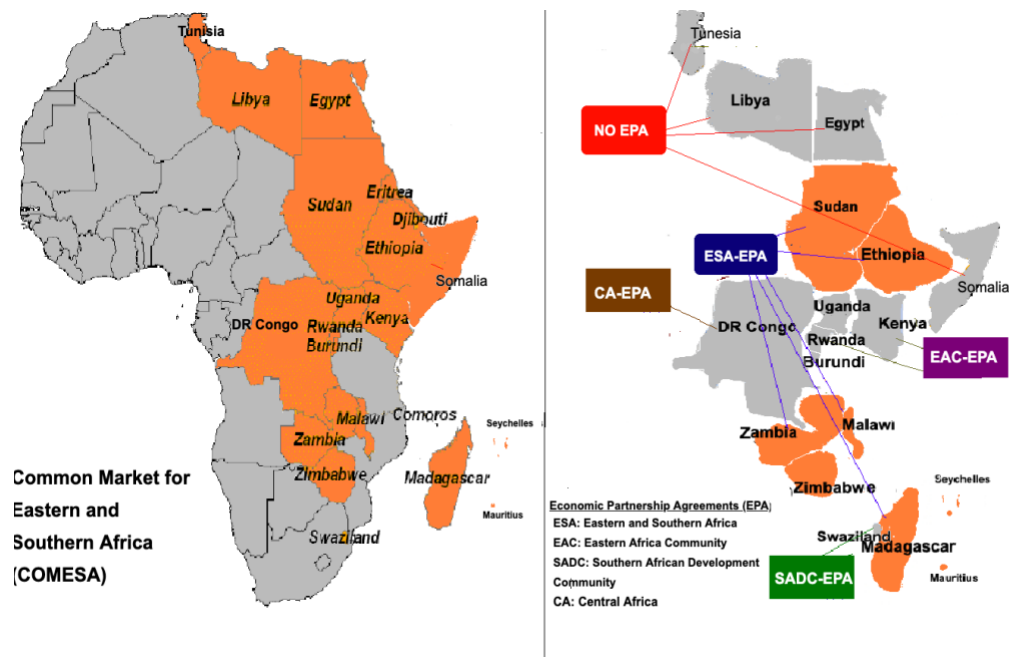 Tunisia
Libya
Egypt
Eritrea
Sudan
Djibouti
Ethiopia
Somalia
Uganda
Kenya
DR Congo
Rwanda
Burundi
Malawi
Comoros
Seychelles
Zambia
Zimbabwe
Madagascar
Mauritius
Swaziland
Common Market for
Eastern and
Southern Africa
(COMESA)
Tunesia
Libya
Egypt
NO EPA
Sudan
ESA-EPA
Ethiopia
CA-EPA
Somalia
Uganda
DR Congo
Kenya
Rwanda
EAC-EPA
Burundi
Zambia
Malawi
Zimbabwe
Seychelles
Economic Partnership Agreements (EPA)
ESA: Eastern and Southern Africa
EAC: Eastern Africa Community
SADC: Southern African Development
Community
CA: Central Africa
Swaziland
Madagascar
SADC-EPA
Mauritius